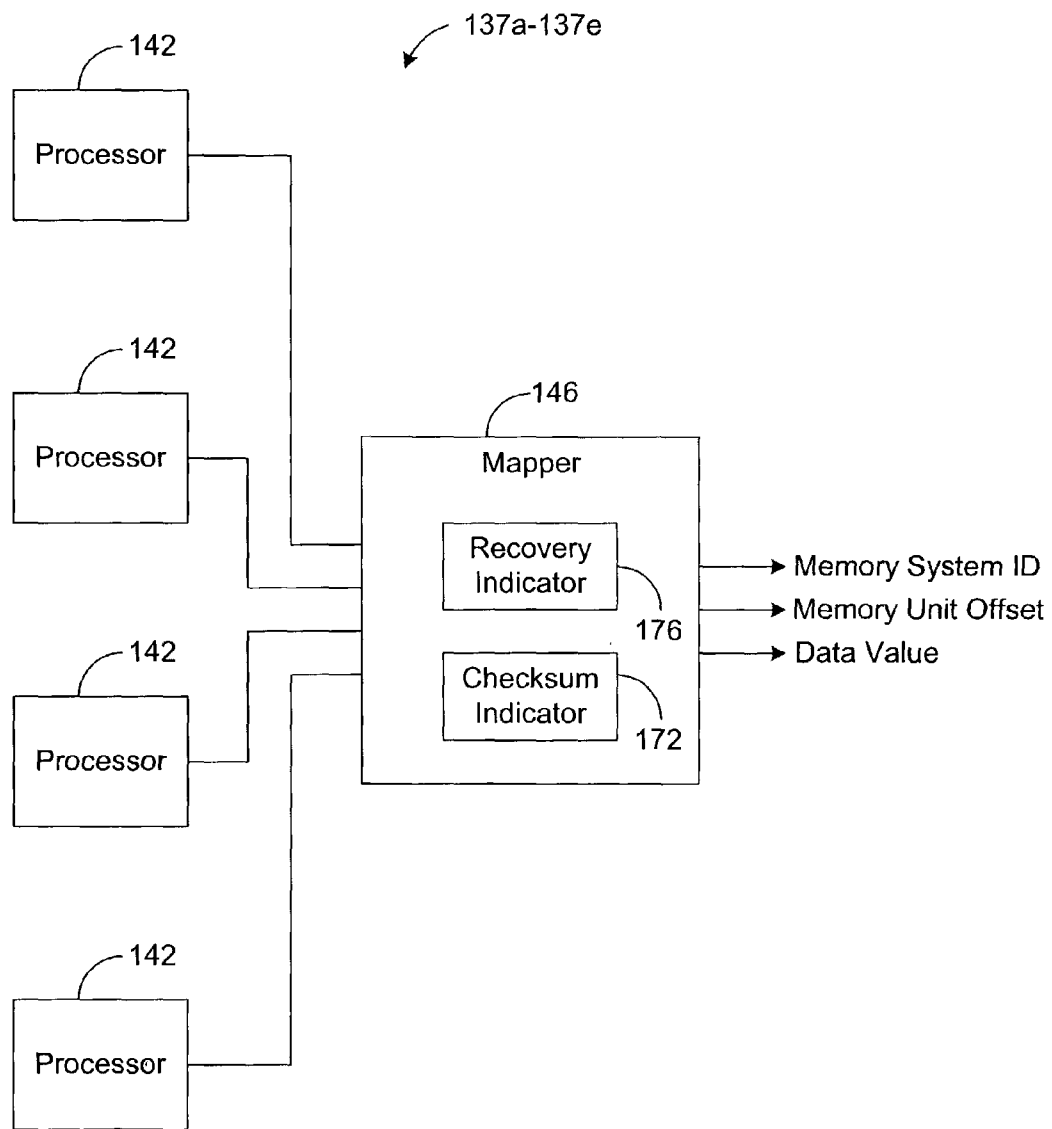 137a-137e
142
Processor
142
Processor
146
Mapper
Recovery
Indicator
176
Checksum
Indicator
172
Memory System ID
Memory Unit Offset
Data Value
142
Processor
142
Processor